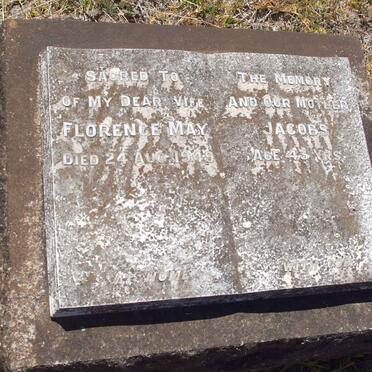 SACRED TO THE MEMORY
OF MY DEAR WIFE AND OUR MOTHER
FLORENCE MAY JACOBS
DIED 24 AUG. AGE 43 YRS.